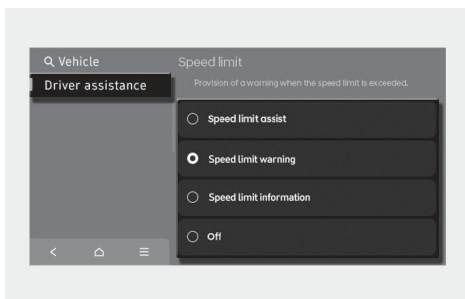 Vehicle
Driver assistance
Speed limit
Provision of a warning when the speed limit is exceeded.
Speed limit assist
Speed limit warning
Speed limit information
Off